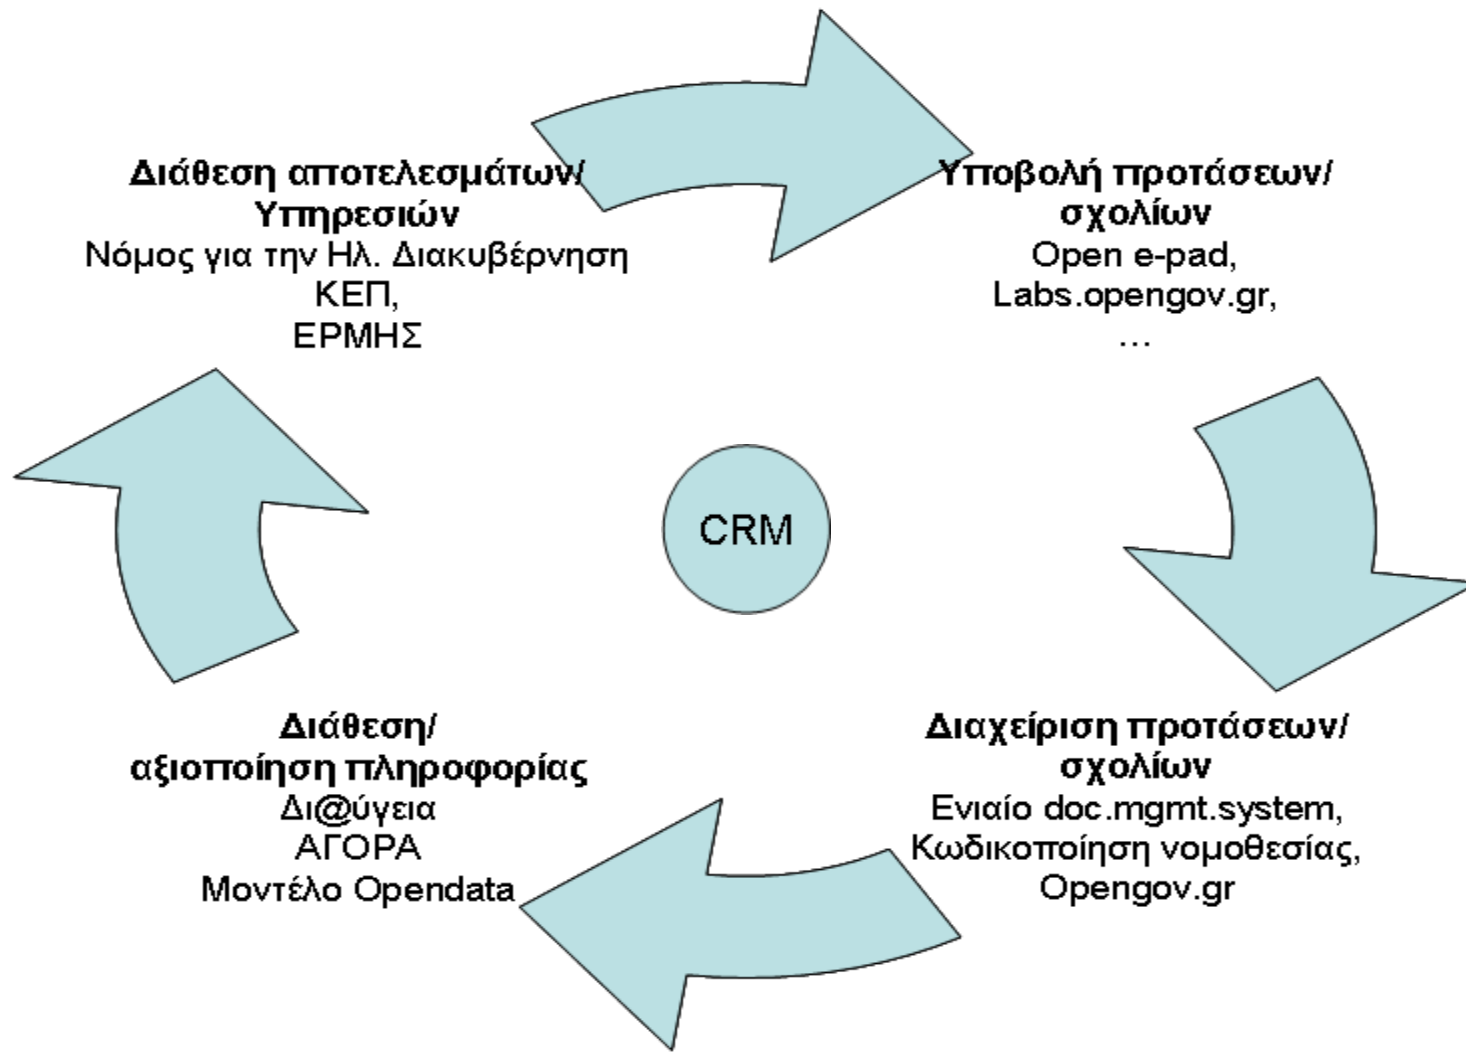 Διάθεση αποτελεσμάτων/
Υπηρεσιών
Νόμος για την Ηλ. Διακυβέρνηση
ΚΕΠ,
ΕΡΜΗΣ
Υποβολή προτάσεων/
σχολίων
Open e-pad,
Labs.opengov.gr,
...
CRM
Διάθεση/
αξιοποίηση πληροφορίας
Δι@ύγεια
ΑΓΟΡΑ
Μοντέλο Opendata
Διαχείριση προτάσεων/
σχολίων
Ενιαίο doc.mgmt.system,
Κωδικοποίηση νομοθεσίας,
Opengov.gr